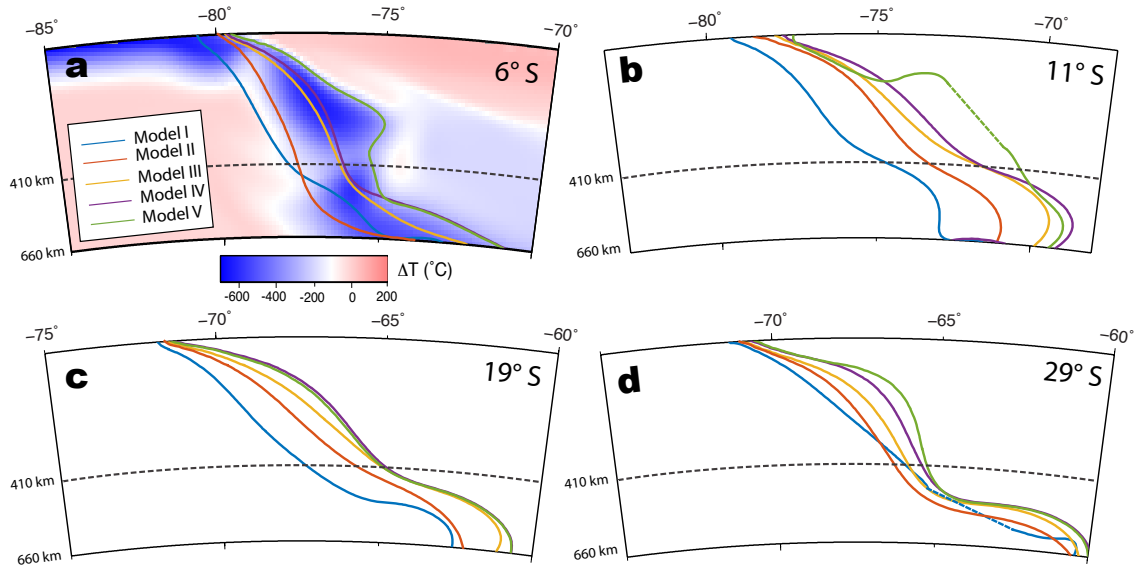 −85˚ −80˚ −75˚ −70˚
a
6° S
Model I
Model II
Model III
Model IV
Model V
410 km
660 km
-600 -400 -200 0 200
ΔT (˚C)
−80˚ −75˚ −70˚
b
11° S
410 km
660 km
−75˚ −70˚ −65˚ −60˚
c
19° S
410 km
660 km
−70˚ −65˚ −60˚
d
29° S
410 km
660 km